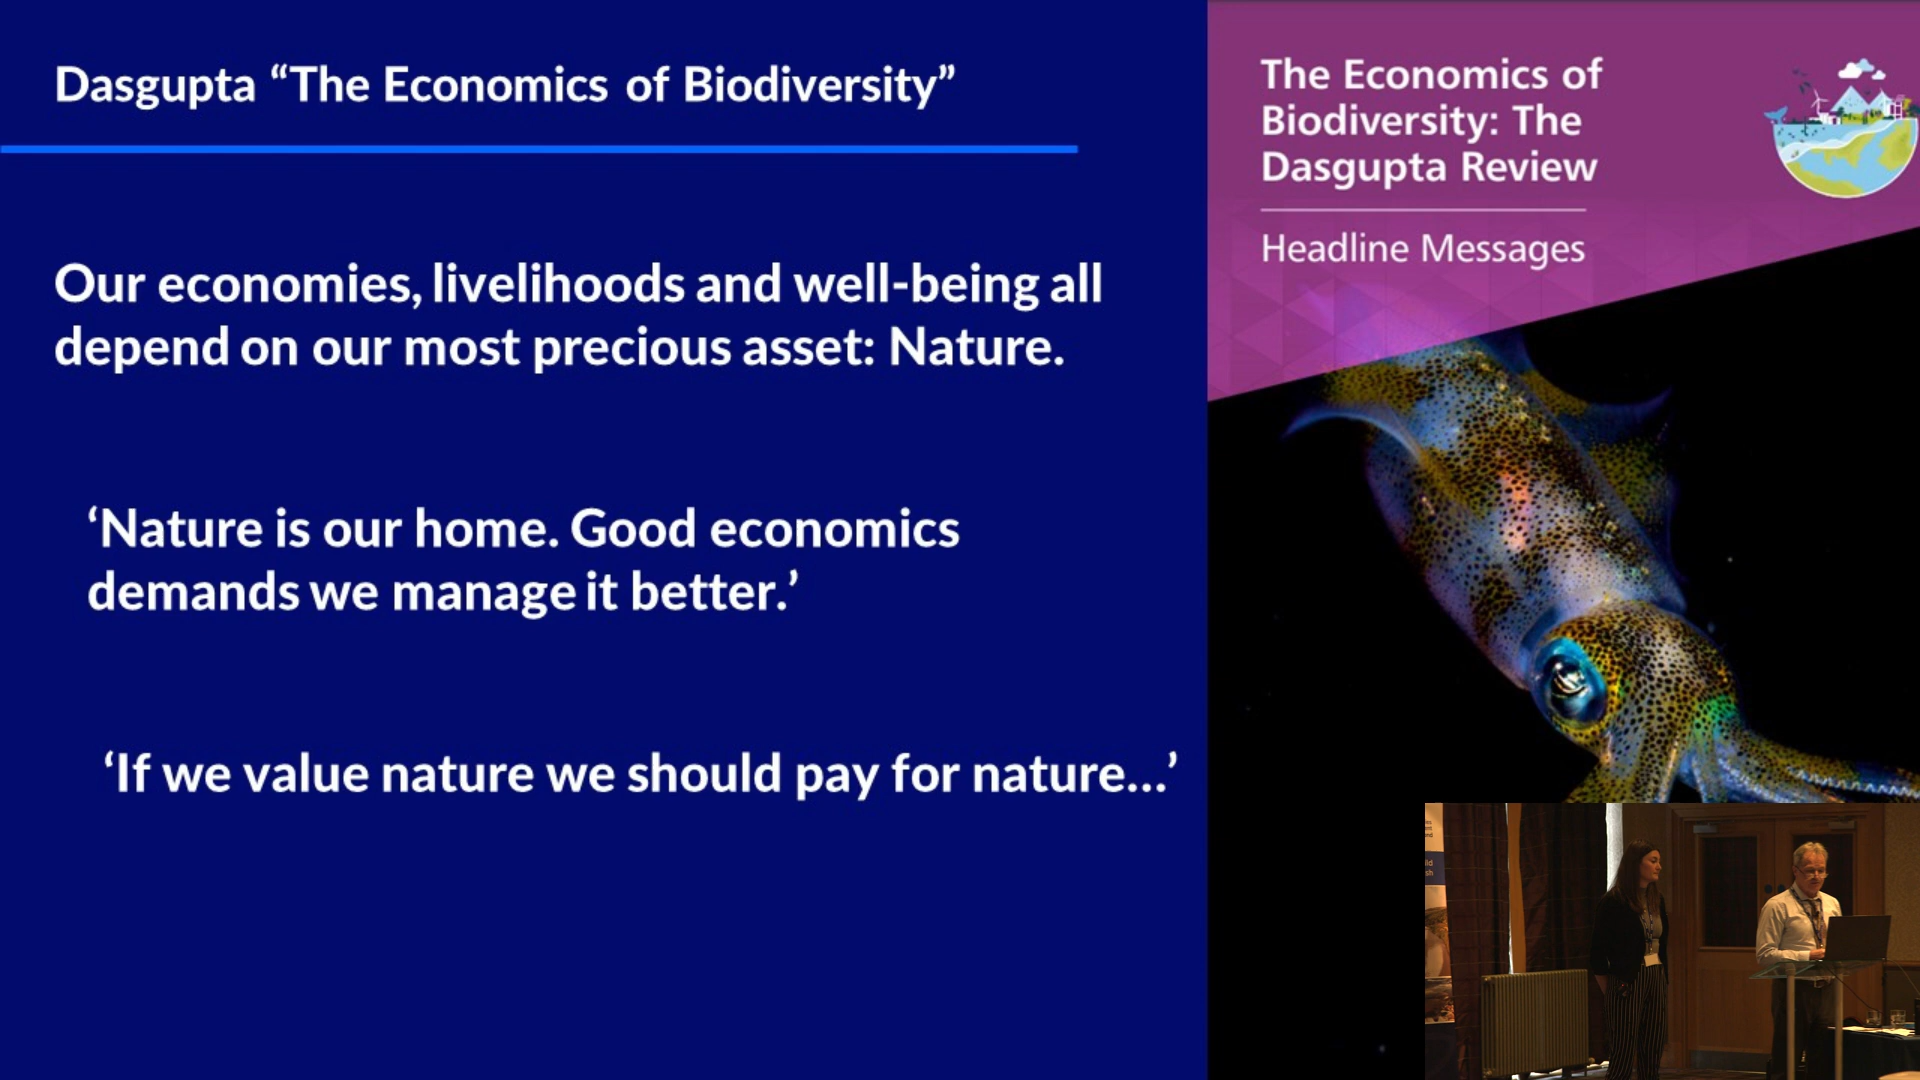 Dasgupta “The Economics of Biodiversity”
Our economies, livelihoods and well-being all
depend on our most precious asset: Nature.
‘Nature is our home. Good economics
demands we manage it better.’
‘If we value nature we should pay for nature...’
The Economics of
Biodiversity: The
Dasgupta Review
Headline Messages